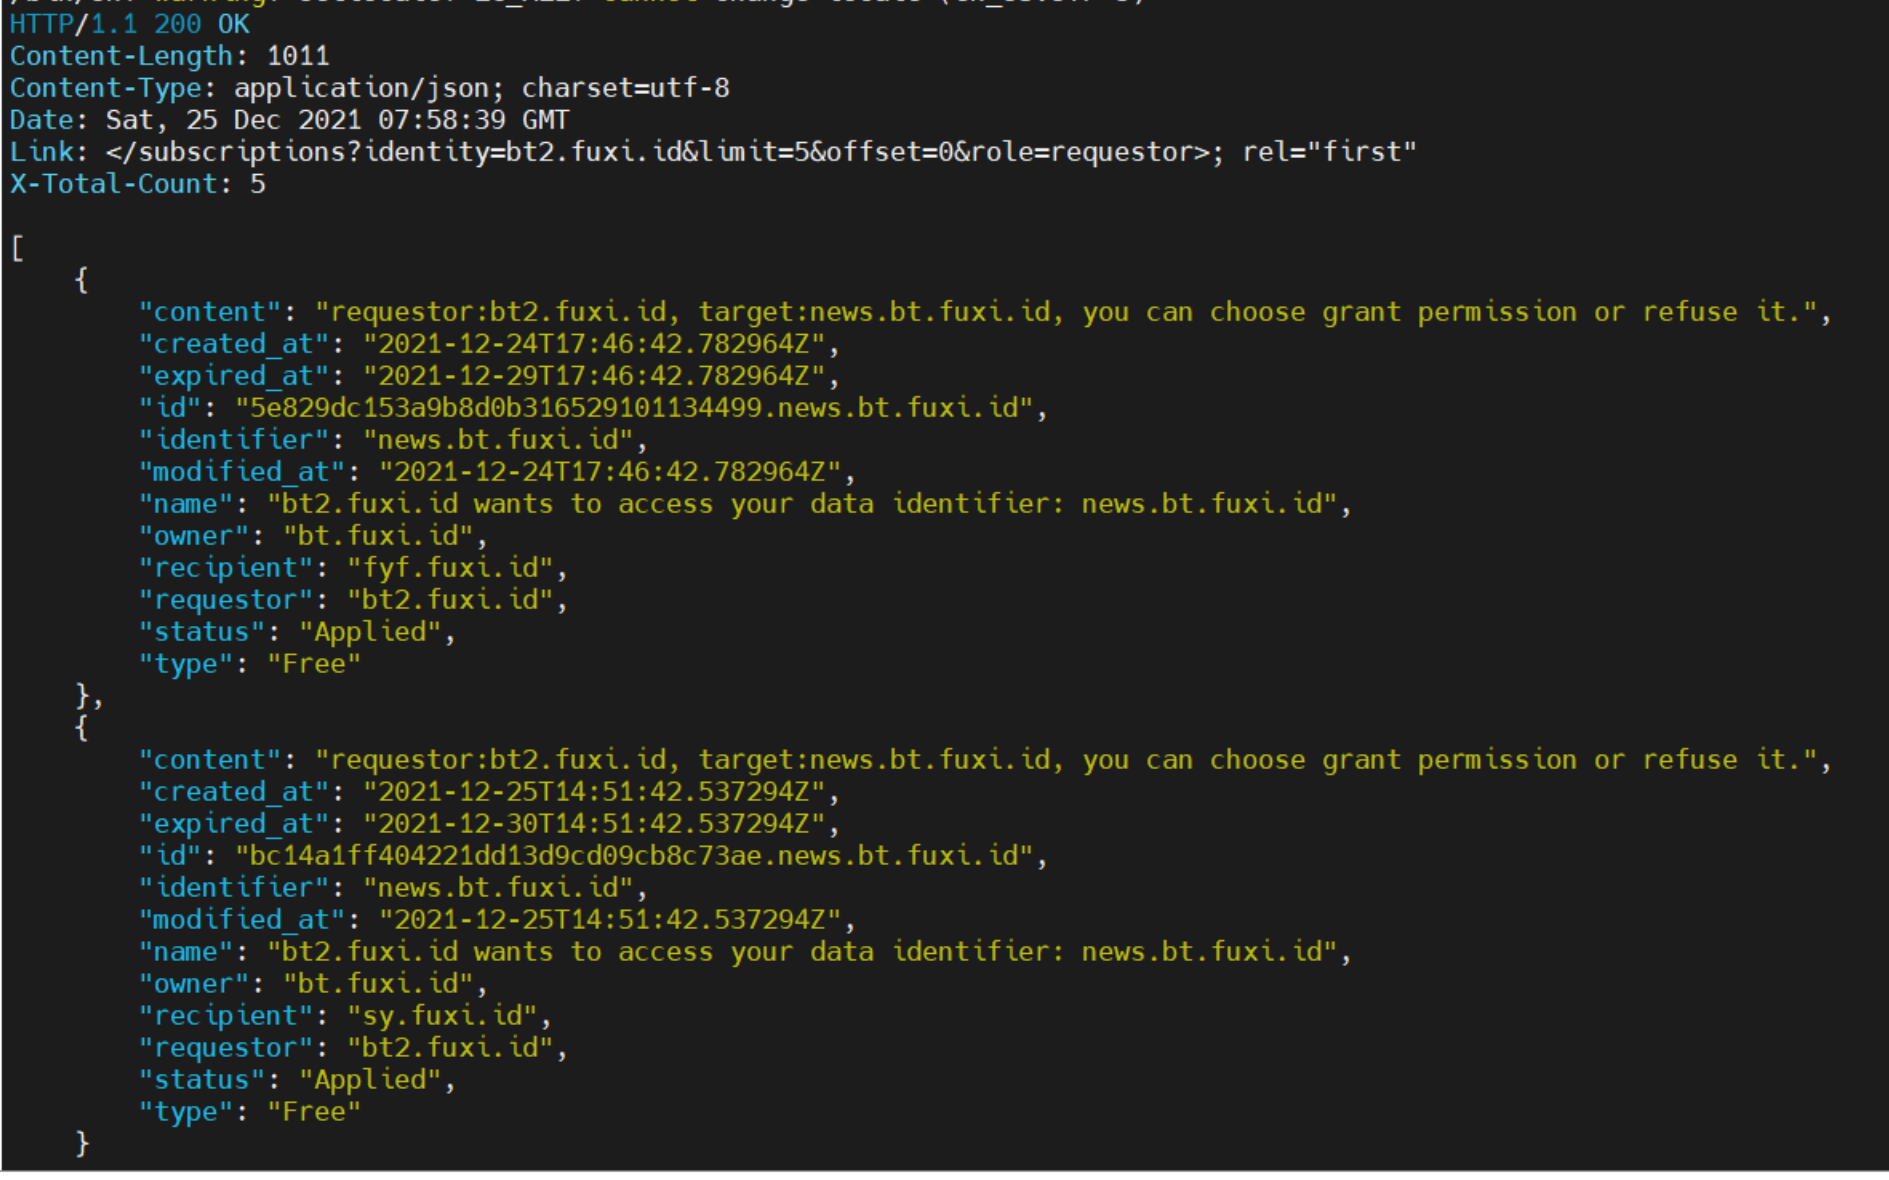 HTTP/1.1 200 OK
Content-Length: 1011
Content-Type: application/json; charset=utf-8
Date: Sat, 25 Dec 2021 07:58:39 GMT
Link: </subscriptions?identity=bt2.fuxi.id&limit=5&offset=0&role=requestor>; rel="first"
X-Total-Count: 5
[
{
"content": "requestor:bt2.fuxi.id, target:news.bt.fuxi.id, you can choose grant permission or refuse it.",
"created_at": "2021-12-24T17:46:42.782964Z",
"expired_at": "2021-12-29T17:46:42.782964Z",
"id": "5e829dc153a9b8d0b316529101134499.news.bt.fuxi.id",
"identifier": "news.bt.fuxi.id",
"modified_at": "2021-12-24T17:46:42.782964Z",
"name": "bt2.fuxi.id wants to access your data identifier: news.bt.fuxi.id",
"owner": "bt.fuxi.id",
"recipient": "fyf.fuxi.id",
"requestor": "bt2.fuxi.id",
"status": "Applied",
"type": "Free"
},
{
"content": "requestor:bt2.fuxi.id, target:news.bt.fuxi.id, you can choose grant permission or refuse it.",
"created_at": "2021-12-25T14:51:42.537294Z",
"expired_at": "2021-12-30T14:51:42.537294Z",
"id": "bc14a1ff404221dd13d9cd09cb8c73ae.news.bt.fuxi.id",
"identifier": "news.bt.fuxi.id",
"modified_at": "2021-12-25T14:51:42.537294Z",
"name": "bt2.fuxi.id wants to access your data identifier: news.bt.fuxi.id",
"owner": "bt.fuxi.id",
"recipient": "sy.fuxi.id",
"requestor": "bt2.fuxi.id",
"status": "Applied",
"type": "Free"
}